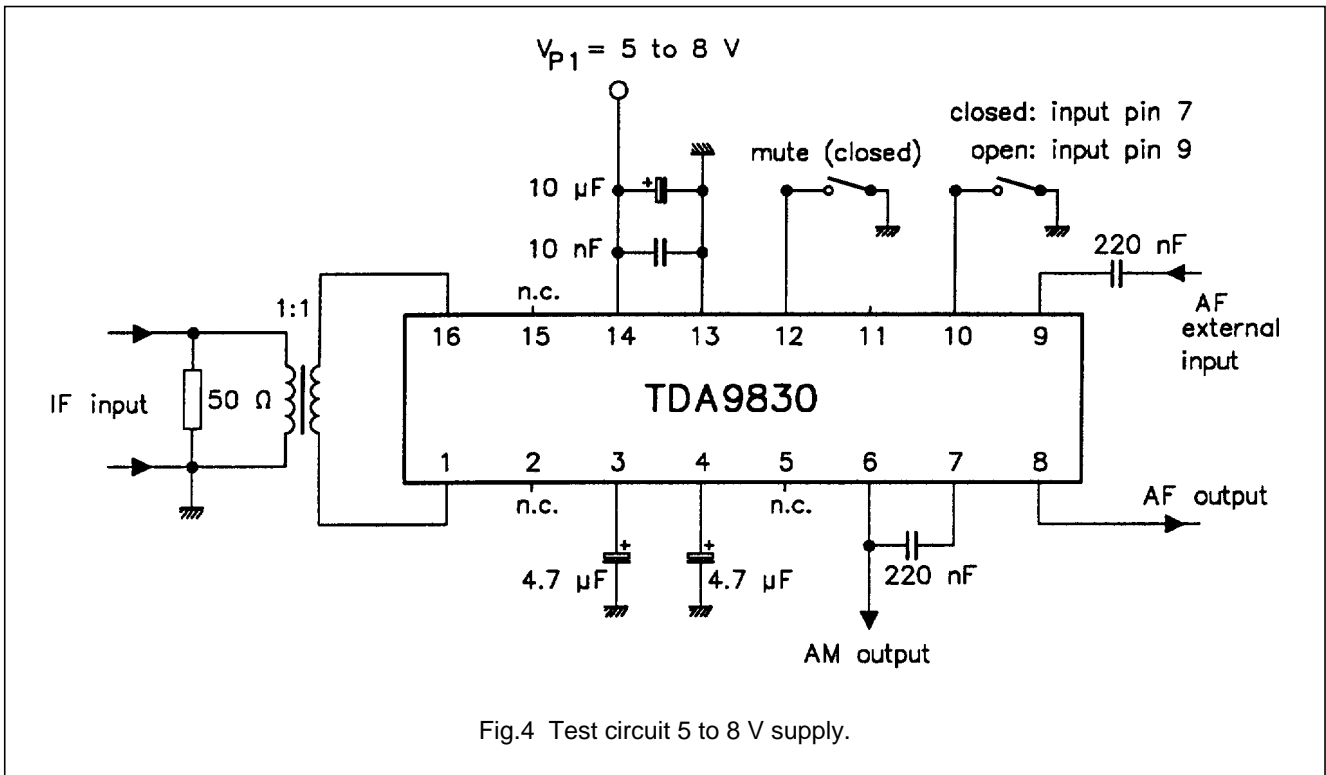 VP1 = 5 to 8 V
closed: input pin 7
mute (closed)
open: input pin 9
10 µF
10 nF
220 nF
n.c.
1:1
AF
external
input
16 15 14 13 12 11 10 9
TDA9830
IF input
50 Ω
1 2 3 4 5 6 7 8
n.c.
n.c.
AF output
4.7 µF
4.7 µF
220 nF
AM output
Fig.4 Test circuit 5 to 8 V supply.